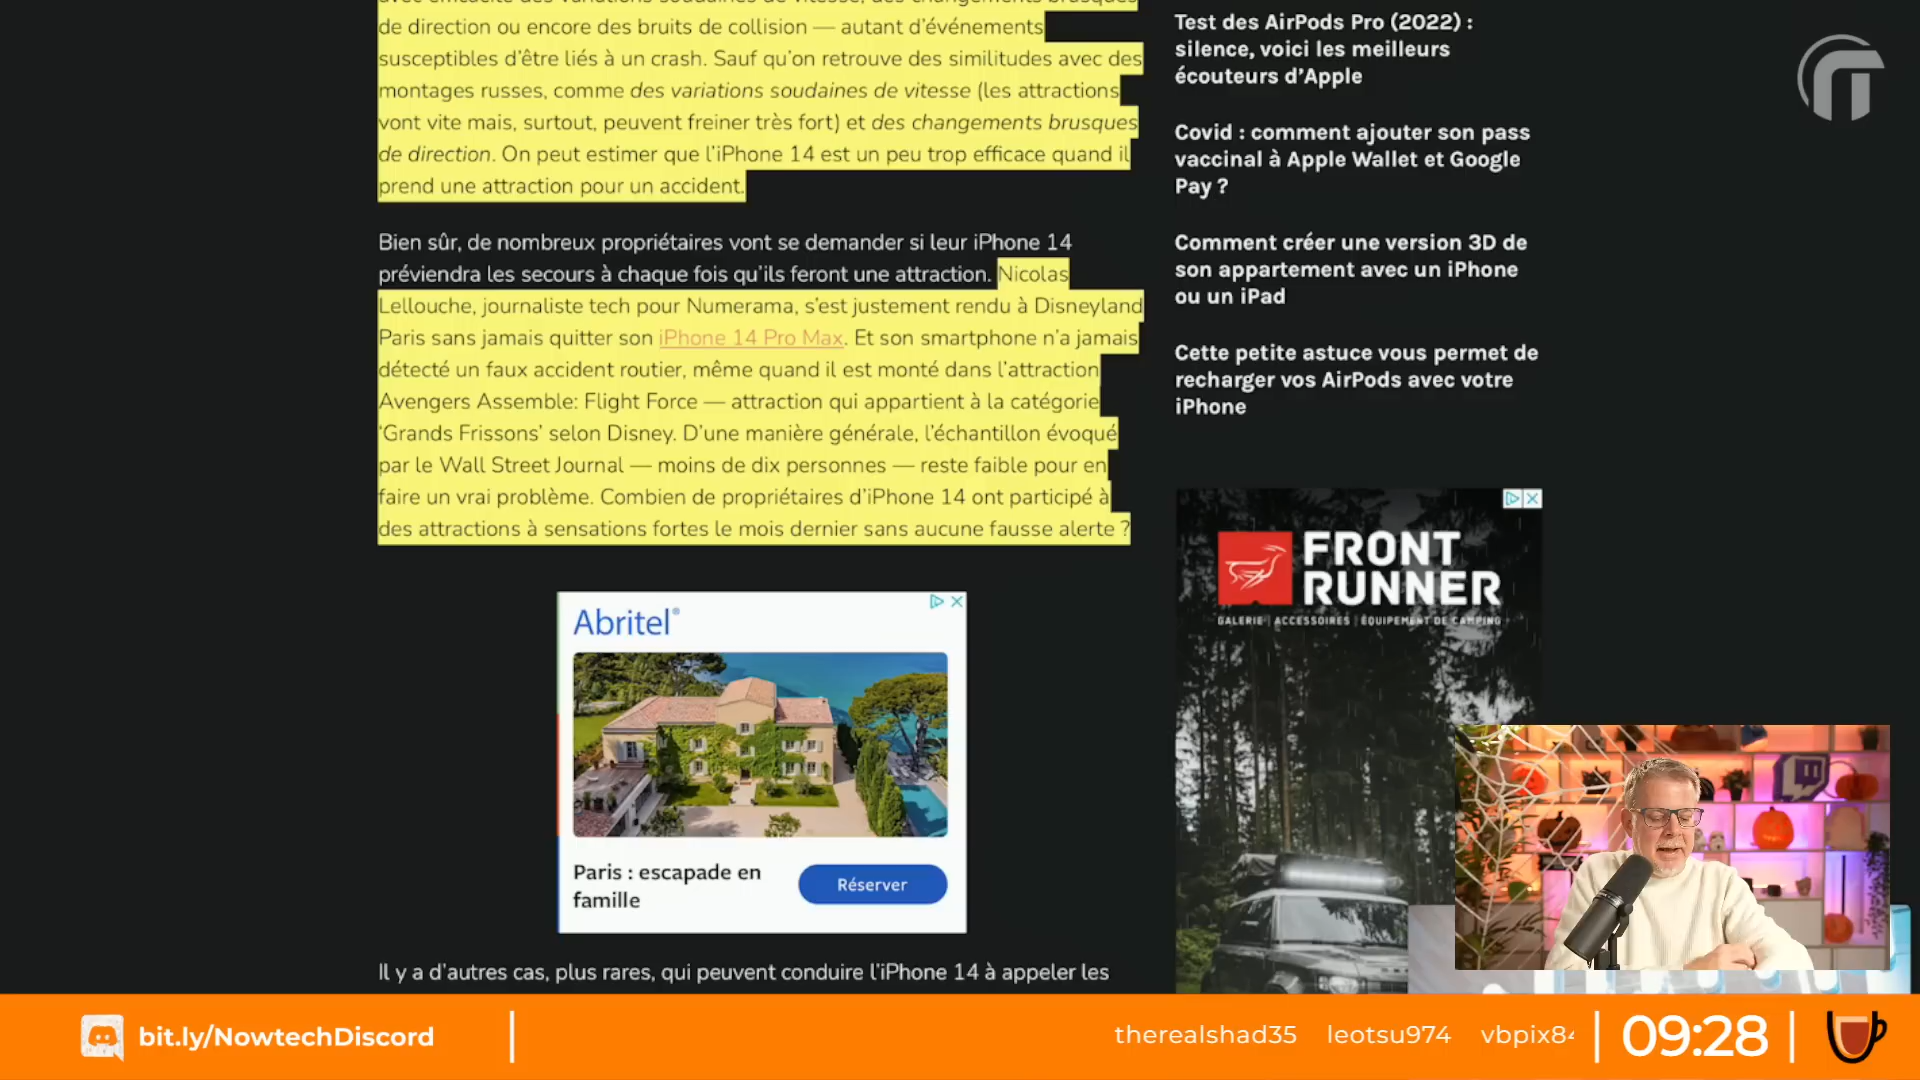 de direction ou encore des bruits de collision — autant d'événements
susceptibles d'être liés à un crash. Sauf qu'on retrouve des similitudes avec des
montages russes, comme des variations soudaines de vitesse (les attractions
vont vite mais, surtout, peuvent freiner très fort) et des changements brusques
de direction. On peut estimer que l'iPhone 14 est un peu trop efficace quand il
prend une attraction pour un accident.
Bien sûr, de nombreux propriétaires vont se demander si leur iPhone 14
préviendra les secours à chaque fois qu'ils feront une attraction. Nicolas
Lellouche, journaliste tech pour Numerama, s'est justement rendu à Disneyland
Paris sans jamais quitter son iPhone 14 Pro Max. Et son smartphone n'a jamais
détecté un faux accident routier, même quand il est monté dans l'attraction
Avengers Assemble: Flight Force — attraction qui appartient à la catégorie
'Grands Frissons' selon Disney. D'une manière générale, l'échantillon évoqué
par le Wall Street Journal — moins de dix personnes — reste faible pour en
faire un vrai problème. Combien de propriétaires d'iPhone 14 ont participé à
des attractions à sensations fortes le mois dernier sans aucune fausse alerte ?
Abritel®
Paris : escapade en
famille
Réserver
Il y a d'autres cas, plus rares, qui peuvent conduire l'iPhone 14 à appeler les
Test des AirPods Pro (2022) :
silence, voici les meilleurs
écouteurs d'Apple
Covid : comment ajouter son pass
vaccinal à Apple Wallet et Google
Pay ?
Comment créer une version 3D de
son appartement avec un iPhone
ou un iPad
Cette petite astuce vous permet de
recharger vos AirPods avec votre
iPhone
FRONT
RUNNER
GALERIE | ACCESSOIRES | ÉQUIPEMENT DE CAMPING
bit.ly/NowtechDiscord
therealshad35 leotsu974 vbpix84
09:28